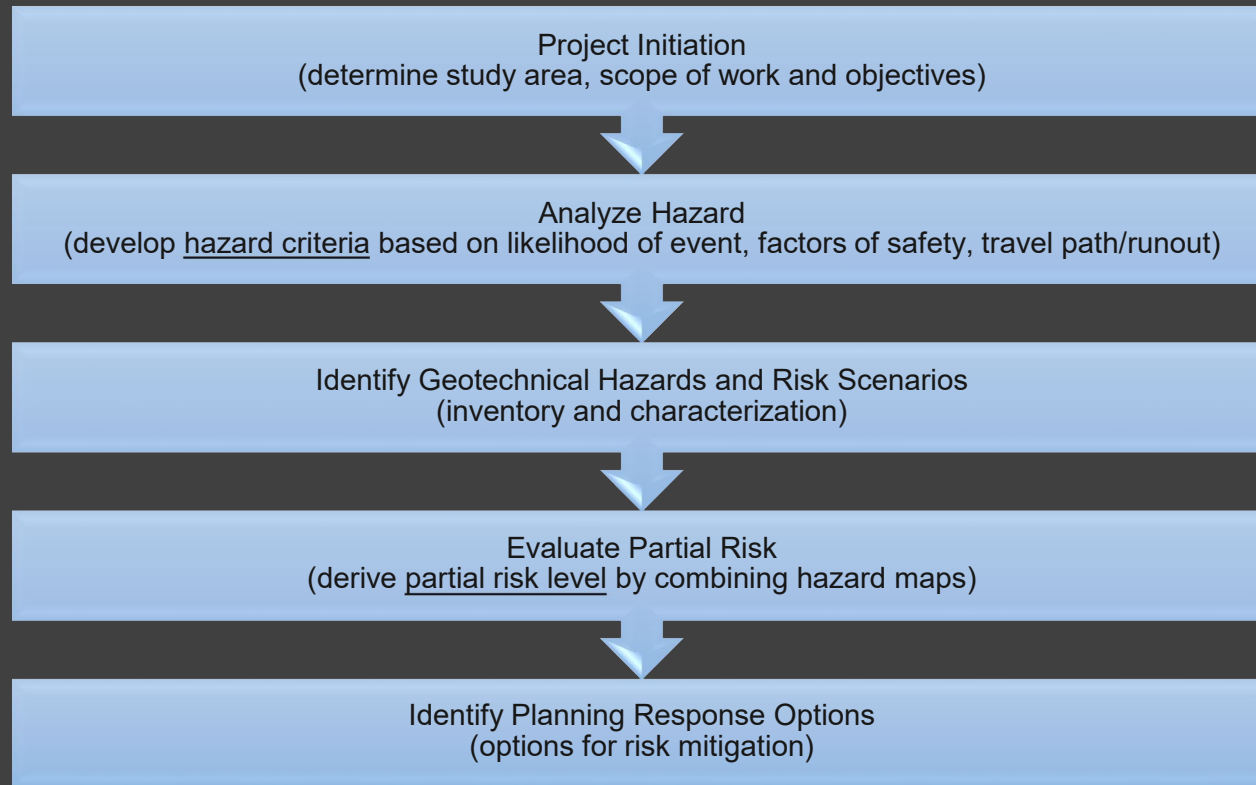 Project Initiation
(determine study area, scope of work and objectives)
Analyze Hazard
(develop hazard criteria based on likelihood of event, factors of safety, travel path/runout)
Identify Geotechnical Hazards and Risk Scenarios
(inventory and characterization)
Evaluate Partial Risk
(derive partial risk level by combining hazard maps)
Identify Planning Response Options
(options for risk mitigation)